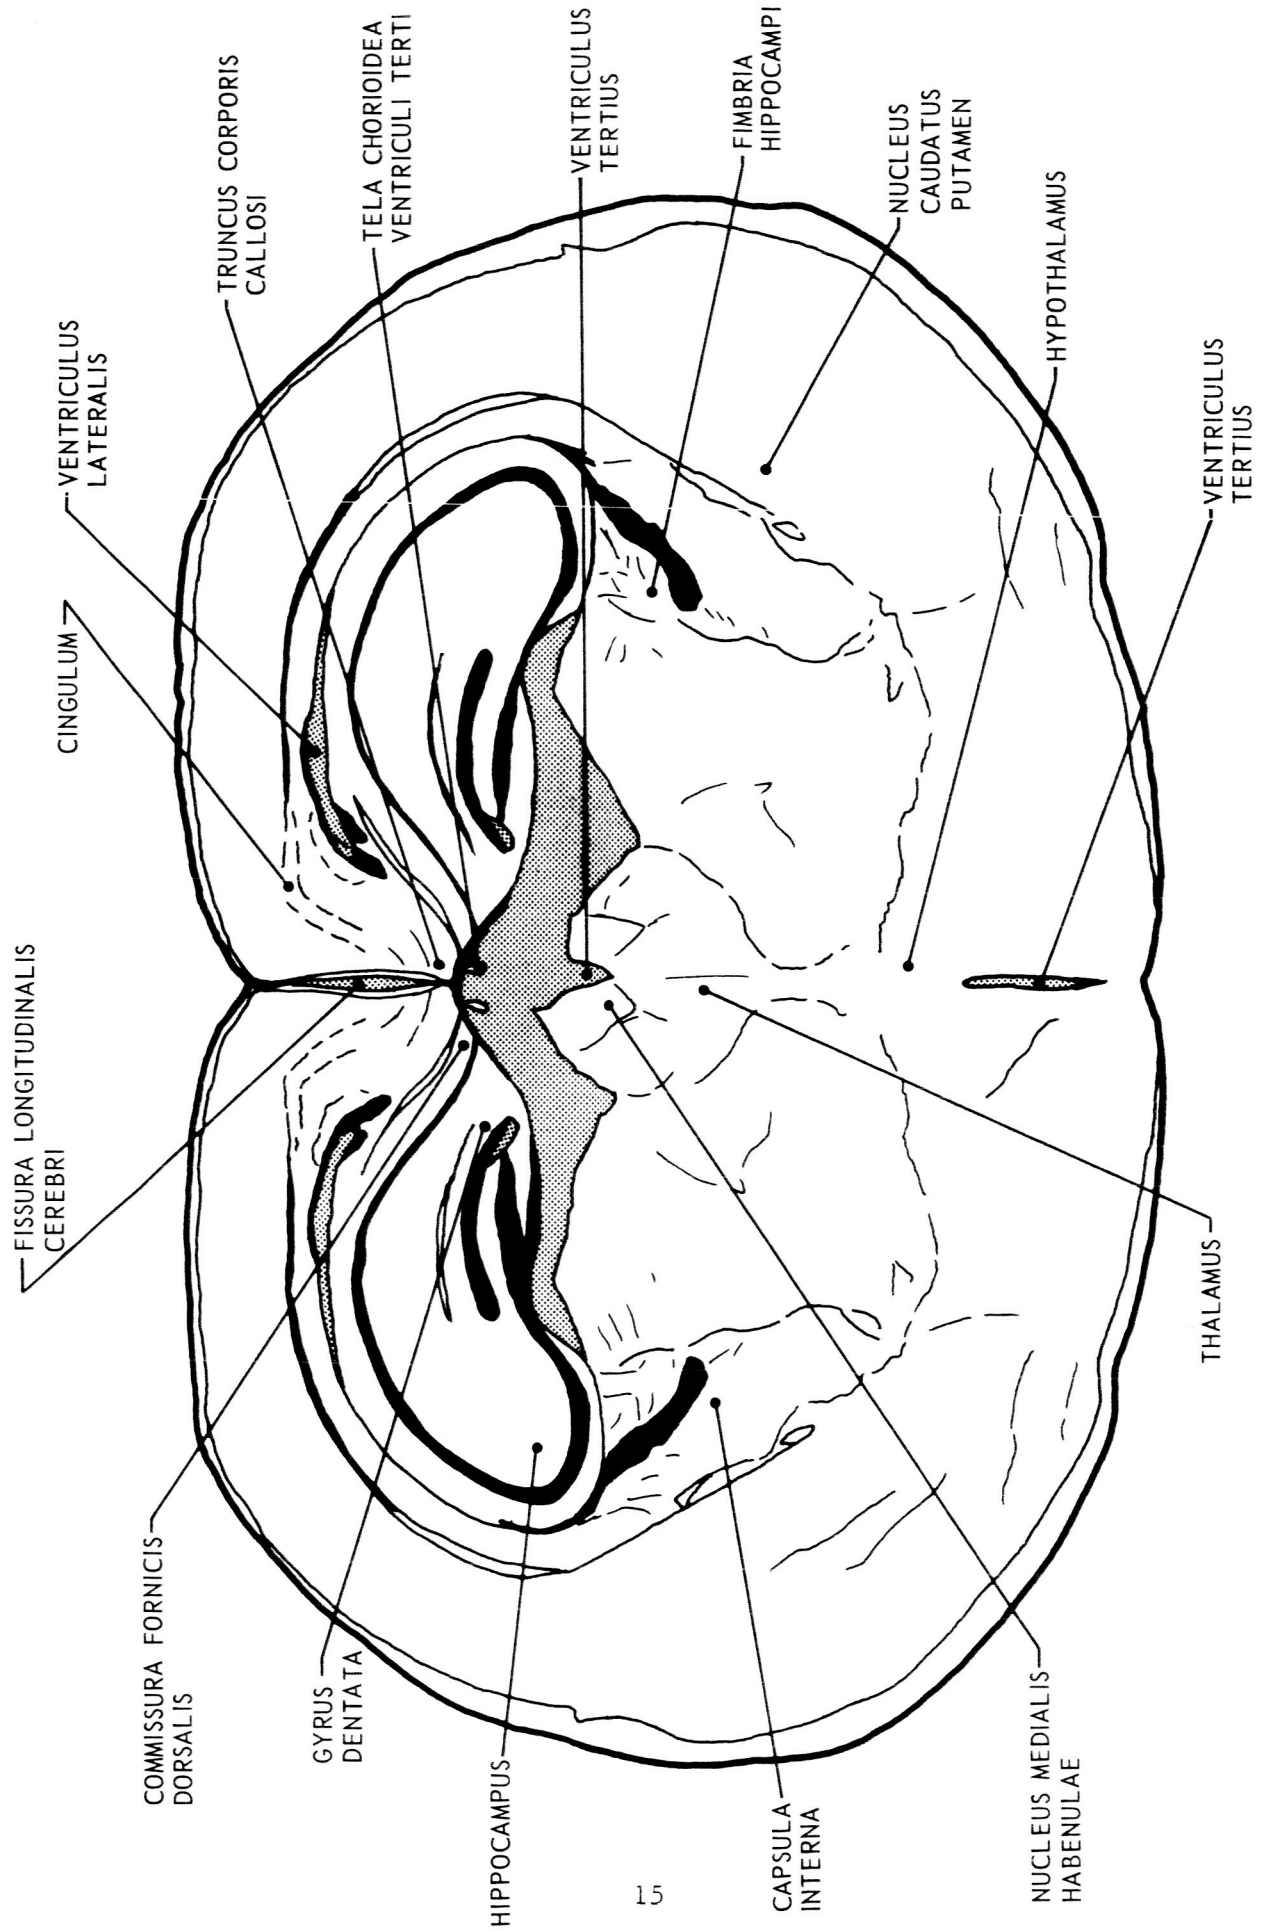 FISSURA LONGITUDINALIS
CEREBRI
CINGULUM
VENTRICULUS
LATERALIS
TRUNCUS CORPORIS
CALLOSI
TELA CHORIOIDEA
VENTRICULI TERTI
VENTRICULUS
TERTIUS
FIMBRIA
HIPPOCAMPI
NUCLEUS
CAUDATUS
PUTAMEN
HYPOTHALAMUS
VENTRICULUS
TERTIUS
COMMISSURA FORNICIS
DORSALIS
GYRUS
DENTATA
HIPPOCAMPUS
CAPSULA
INTERNA
NUCLEUS MEDIALIS
HABENULAE
THALAMUS
15